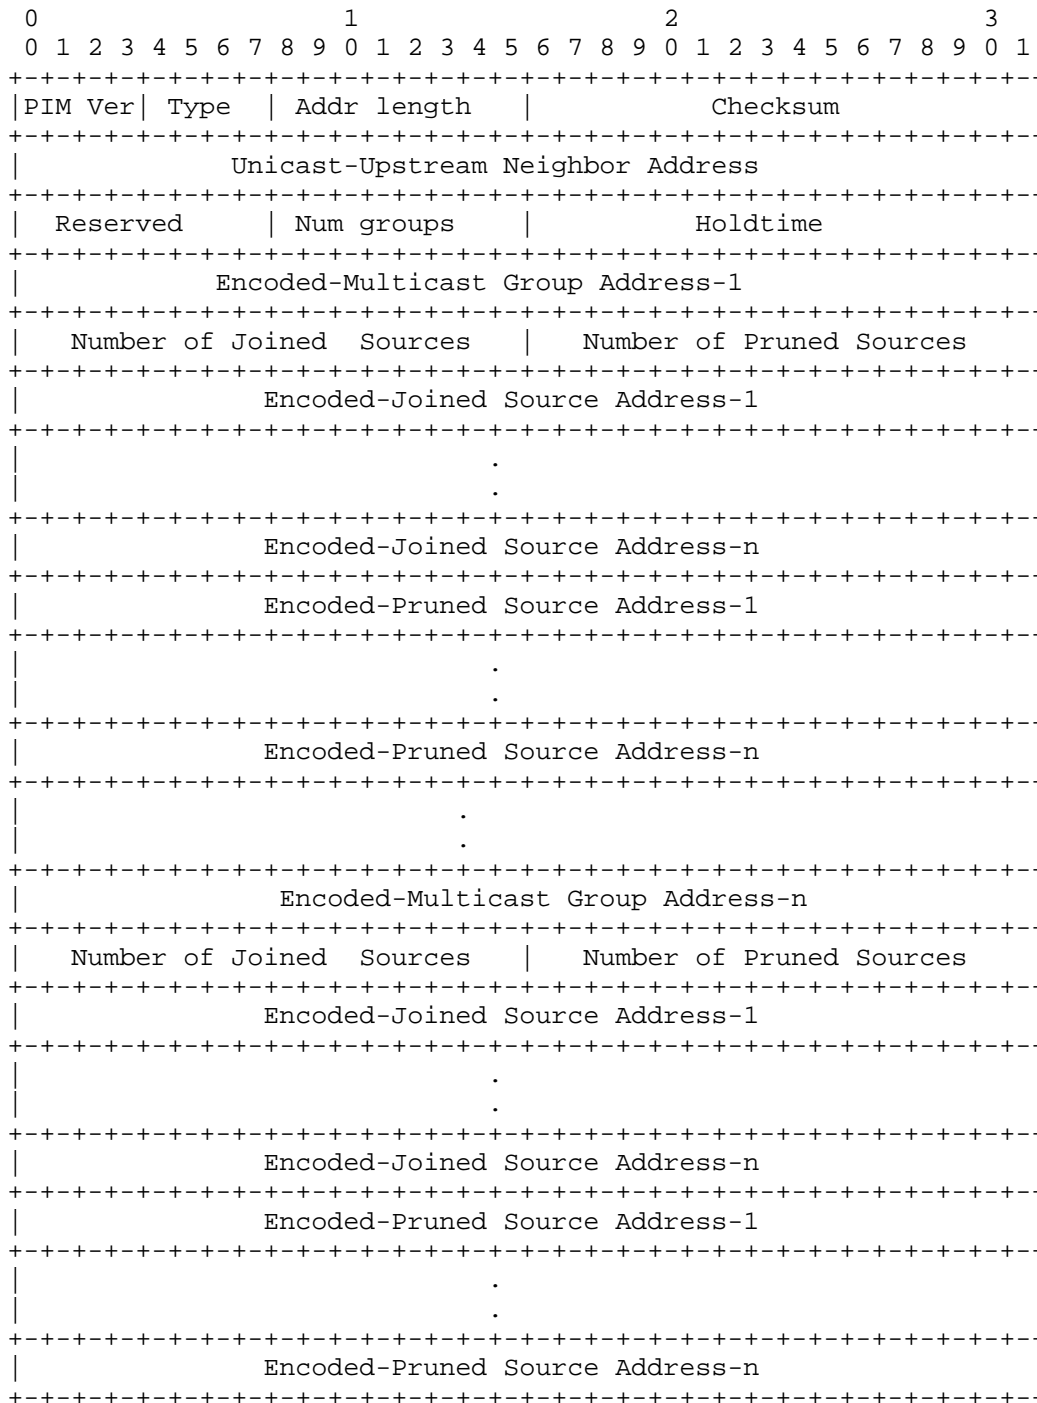 0                   1                   2                   3
 0 1 2 3 4 5 6 7 8 9 0 1 2 3 4 5 6 7 8 9 0 1 2 3 4 5 6 7 8 9 0 1
+-+-+-+-+-+-+-+-+-+-+-+-+-+-+-+-+-+-+-+-+-+-+-+-+-+-+-+-+-+-+-+-+-
|PIM Ver| Type  | Addr length   |           Checksum
+-+-+-+-+-+-+-+-+-+-+-+-+-+-+-+-+-+-+-+-+-+-+-+-+-+-+-+-+-+-+-+-+-
|             Unicast-Upstream Neighbor Address
+-+-+-+-+-+-+-+-+-+-+-+-+-+-+-+-+-+-+-+-+-+-+-+-+-+-+-+-+-+-+-+-+-
|  Reserved     | Num groups    |          Holdtime
+-+-+-+-+-+-+-+-+-+-+-+-+-+-+-+-+-+-+-+-+-+-+-+-+-+-+-+-+-+-+-+-+-
|            Encoded-Multicast Group Address-1
+-+-+-+-+-+-+-+-+-+-+-+-+-+-+-+-+-+-+-+-+-+-+-+-+-+-+-+-+-+-+-+-+-
|   Number of Joined  Sources   |   Number of Pruned Sources
+-+-+-+-+-+-+-+-+-+-+-+-+-+-+-+-+-+-+-+-+-+-+-+-+-+-+-+-+-+-+-+-+-
|               Encoded-Joined Source Address-1
+-+-+-+-+-+-+-+-+-+-+-+-+-+-+-+-+-+-+-+-+-+-+-+-+-+-+-+-+-+-+-+-+-
|                             .
|                             .
+-+-+-+-+-+-+-+-+-+-+-+-+-+-+-+-+-+-+-+-+-+-+-+-+-+-+-+-+-+-+-+-+-
|               Encoded-Joined Source Address-n
+-+-+-+-+-+-+-+-+-+-+-+-+-+-+-+-+-+-+-+-+-+-+-+-+-+-+-+-+-+-+-+-+-
|               Encoded-Pruned Source Address-1
+-+-+-+-+-+-+-+-+-+-+-+-+-+-+-+-+-+-+-+-+-+-+-+-+-+-+-+-+-+-+-+-+-
|                             .
|                             .
+-+-+-+-+-+-+-+-+-+-+-+-+-+-+-+-+-+-+-+-+-+-+-+-+-+-+-+-+-+-+-+-+-
|               Encoded-Pruned Source Address-n
+-+-+-+-+-+-+-+-+-+-+-+-+-+-+-+-+-+-+-+-+-+-+-+-+-+-+-+-+-+-+-+-+-
|                           .
|                           .
+-+-+-+-+-+-+-+-+-+-+-+-+-+-+-+-+-+-+-+-+-+-+-+-+-+-+-+-+-+-+-+-+-
|                Encoded-Multicast Group Address-n
+-+-+-+-+-+-+-+-+-+-+-+-+-+-+-+-+-+-+-+-+-+-+-+-+-+-+-+-+-+-+-+-+-
|   Number of Joined  Sources   |   Number of Pruned Sources
+-+-+-+-+-+-+-+-+-+-+-+-+-+-+-+-+-+-+-+-+-+-+-+-+-+-+-+-+-+-+-+-+-
|               Encoded-Joined Source Address-1
+-+-+-+-+-+-+-+-+-+-+-+-+-+-+-+-+-+-+-+-+-+-+-+-+-+-+-+-+-+-+-+-+-
|                             .
|                             .
+-+-+-+-+-+-+-+-+-+-+-+-+-+-+-+-+-+-+-+-+-+-+-+-+-+-+-+-+-+-+-+-+-
|               Encoded-Joined Source Address-n
+-+-+-+-+-+-+-+-+-+-+-+-+-+-+-+-+-+-+-+-+-+-+-+-+-+-+-+-+-+-+-+-+-
|               Encoded-Pruned Source Address-1
+-+-+-+-+-+-+-+-+-+-+-+-+-+-+-+-+-+-+-+-+-+-+-+-+-+-+-+-+-+-+-+-+-
|                             .
|                             .
+-+-+-+-+-+-+-+-+-+-+-+-+-+-+-+-+-+-+-+-+-+-+-+-+-+-+-+-+-+-+-+-+-
|               Encoded-Pruned Source Address-n
+-+-+-+-+-+-+-+-+-+-+-+-+-+-+-+-+-+-+-+-+-+-+-+-+-+-+-+-+-+-+-+-+-